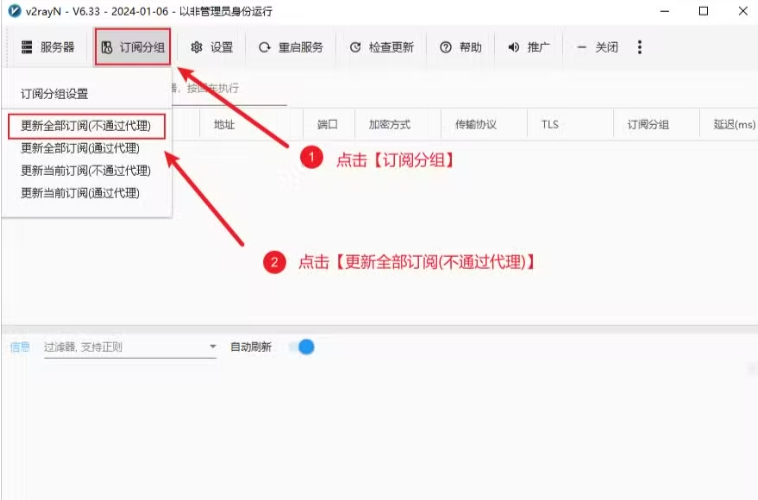 v2rayN - V6.33 - 2024-01-06 - 以非管理员身份运行
服务器 订阅分组 设置 重启服务 检查更新 帮助 推广 关闭
订阅分组设置
器，按回车执行
更新全部订阅(不通过代理)
地址 端口 加密方式 传输协议 TLS 订阅分组 延迟(ms)
更新全部订阅(通过代理)
1 点击【订阅分组】
更新当前订阅(不通过代理)
更新当前订阅(通过代理)
2 点击【更新全部订阅(不通过代理)】
信息 过滤器, 支持正则 自动刷新